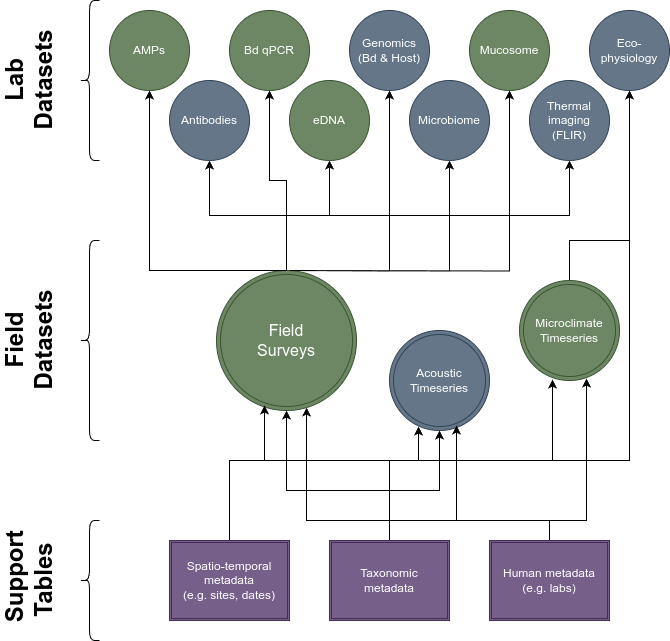 Lab
Datasets
AMPs
Bd qPCR
Genomics
(Bd & Host)
Mucosome
Eco-
physiology
Antibodies
eDNA
Microbiome
Thermal
imaging
(FLIR)
Field
Datasets
Field
Surveys
Acoustic
Timeseries
Microclimate
Timeseries
Support
Tables
Spatio-temporal
metadata
(e.g. sites, dates)
Taxonomic
metadata
Human metadata
(e.g. labs)